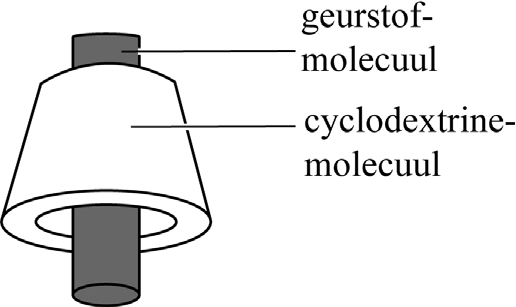 geurstof-
molecuul
cyclodextrine-
molecuul